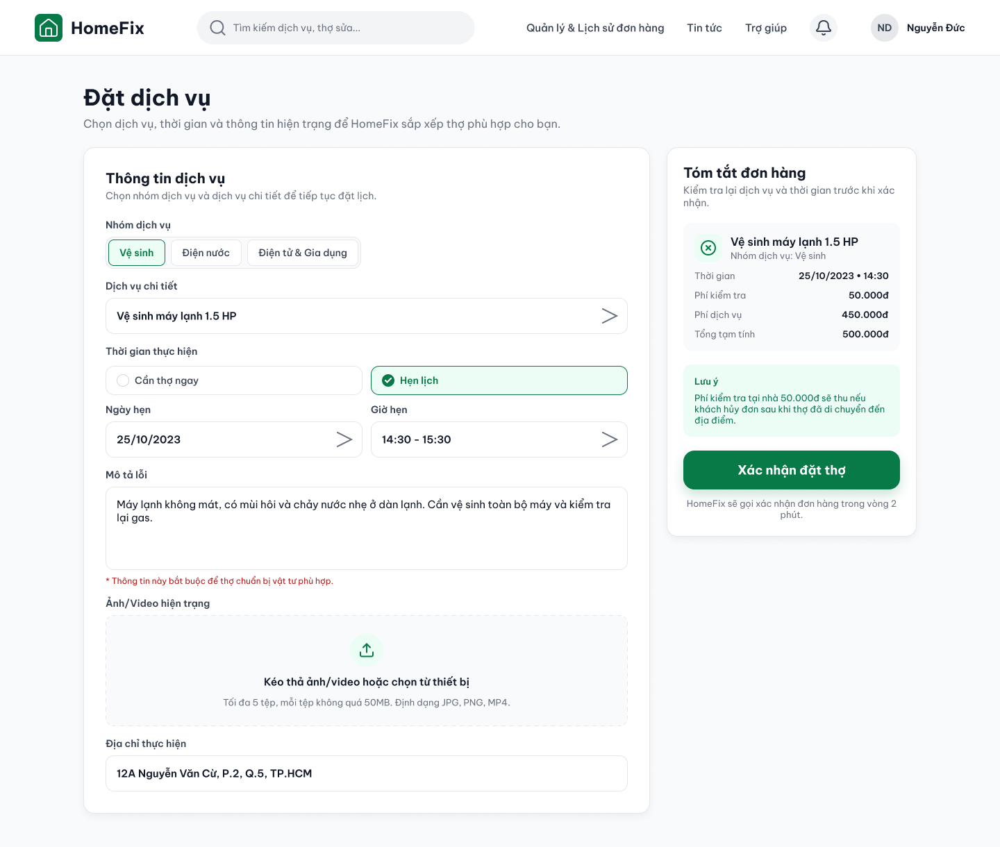 HomeFix
Tìm kiếm dịch vụ, thợ sửa...
Quản lý & Lịch sử đơn hàng
Tin tức
Trợ giúp
ND
Nguyễn Đức
Đặt dịch vụ
Chọn dịch vụ, thời gian và thông tin hiện trạng để HomeFix sắp xếp thợ phù hợp cho bạn.
Thông tin dịch vụ
Chọn nhóm dịch vụ và dịch vụ chi tiết để tiếp tục đặt lịch.
Nhóm dịch vụ
Vệ sinh
Điện nước
Điện tử & Gia dụng
Dịch vụ chi tiết
Vệ sinh máy lạnh 1.5 HP
Thời gian thực hiện
Cần thợ ngay
Hẹn lịch
Ngày hẹn
Giờ hẹn
25/10/2023
14:30 - 15:30
Mô tả lỗi
Máy lạnh không mát, có mùi hôi và chảy nước nhẹ ở dàn lạnh. Cần vệ sinh toàn bộ máy và kiểm tra
lại gas.
* Thông tin này bắt buộc để thợ chuẩn bị vật tư phù hợp.
Ảnh/Video hiện trạng
Kéo thả ảnh/video hoặc chọn từ thiết bị
Tối đa 5 tệp, mỗi tệp không quá 50MB. Định dạng JPG, PNG, MP4.
Địa chỉ thực hiện
12A Nguyễn Văn Cừ, P.2, Q.5, TP.HCM
Tóm tắt đơn hàng
Kiểm tra lại dịch vụ và thời gian trước khi xác
nhận.
Vệ sinh máy lạnh 1.5 HP
Nhóm dịch vụ: Vệ sinh
Thời gian 25/10/2023 • 14:30
Phí kiểm tra 50.000đ
Phí dịch vụ 450.000đ
Tổng tạm tính 500.000đ
Lưu ý
Phí kiểm tra tại nhà 50.000đ sẽ thu nếu
khách hủy đơn sau khi thợ đã di chuyển đến
địa điểm.
Xác nhận đặt thợ
HomeFix sẽ gọi xác nhận đơn hàng trong vòng 2
phút.